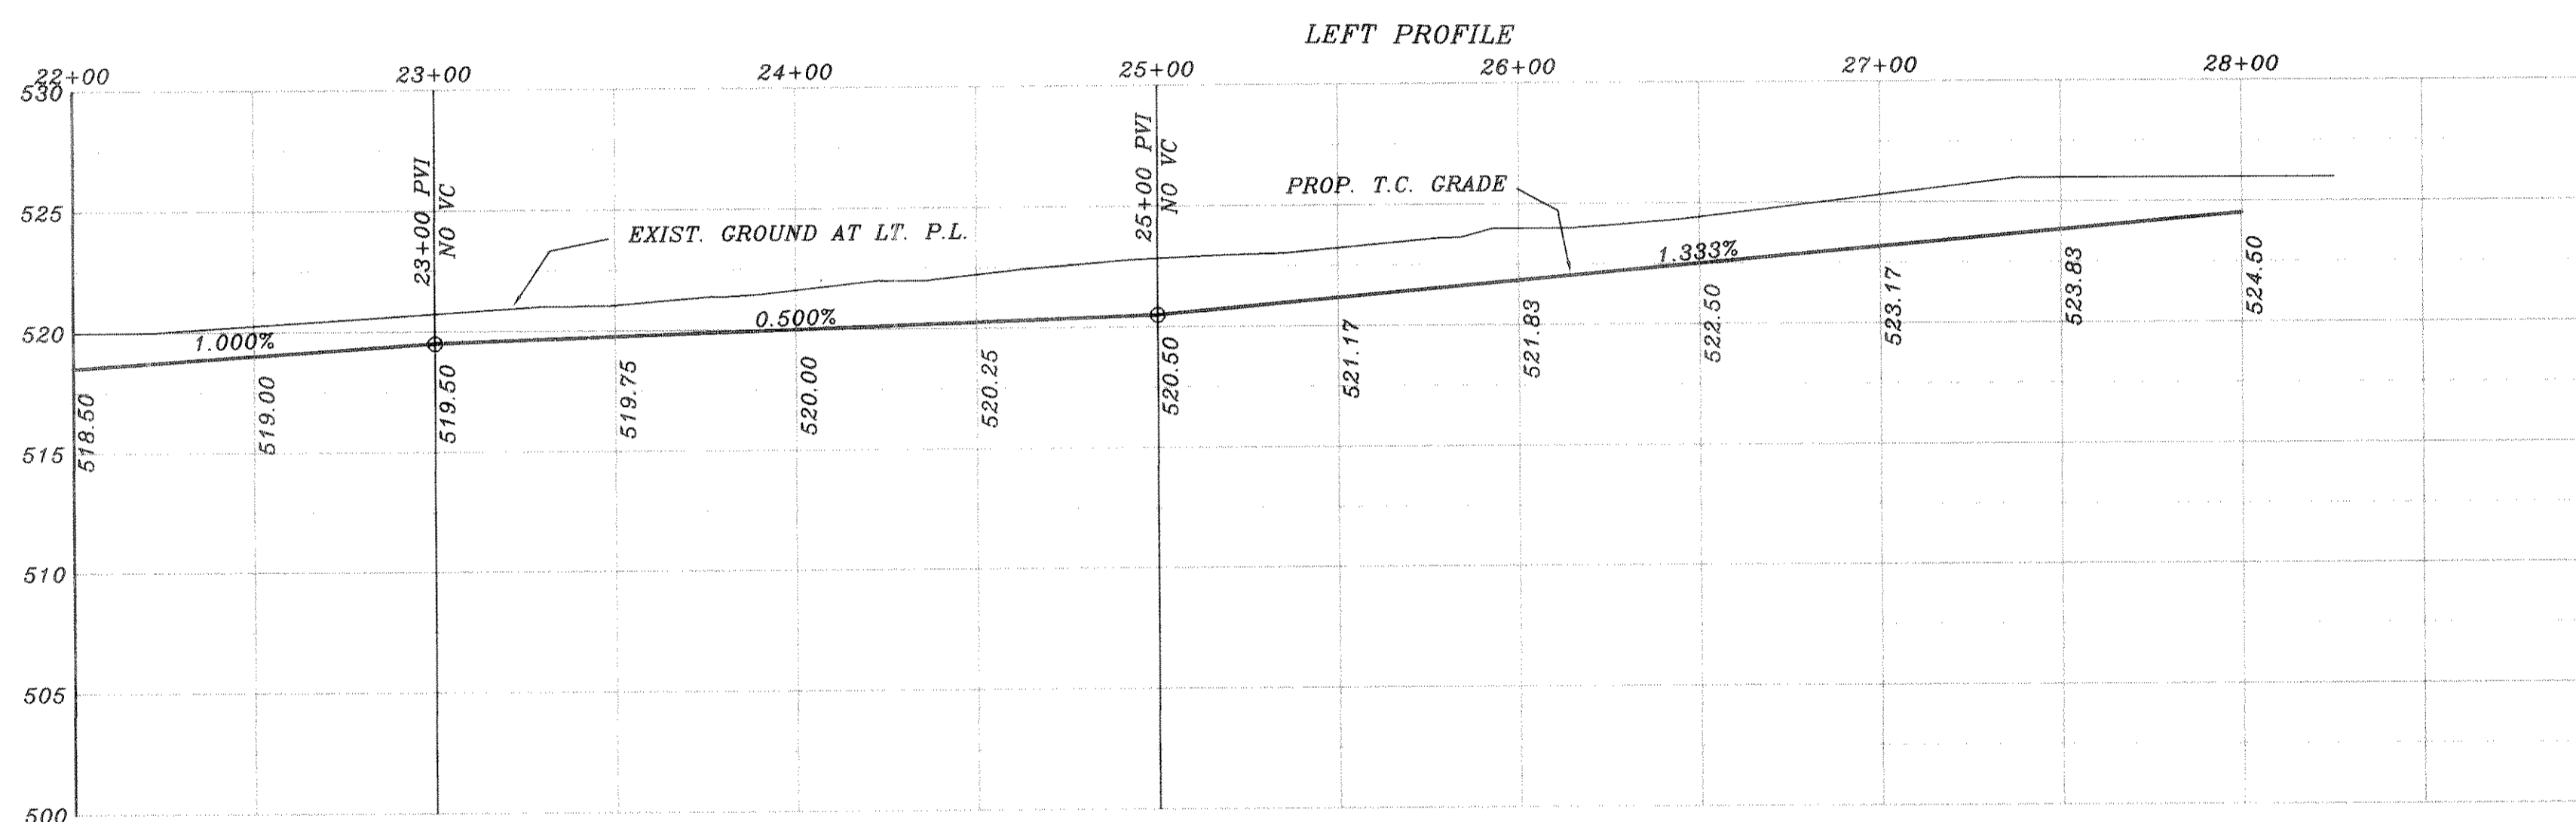 LEFT PROFILE
22+00 23+00 24+00 25+00 26+00 27+00 28+00
530
525
520
515
510
505
500
23+00 PVI
NO VC
25+00 PVI
NO VC
EXIST. GROUND AT LT. P.L.
PROP. T.C. GRADE
1.000%
0.500%
1.333%
518.50
519.00
519.50
519.75
520.00
520.25
520.50
521.17
521.83
522.50
523.17
523.83
524.50